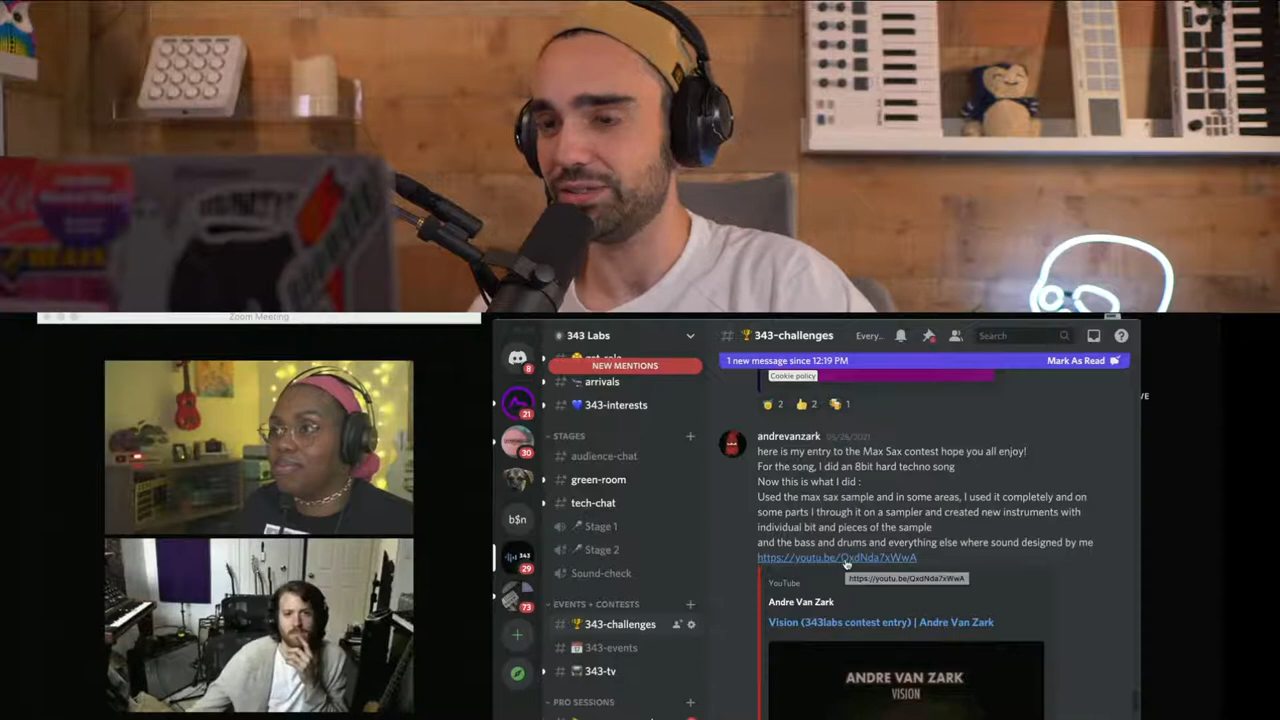 Zoom Meeting
343 Labs
NEW MENTIONS
arrivals
343-interests
STAGES
audience-chat
green-room
tech-chat
Stage 1
Stage 2
Sound-check
EVENTS + CONTESTS
343-challenges
343-events
343-tv
PRO SESSIONS
8
21
30
b$n
343
29
73
343-challenges
Every...
Search
1 new message since 12:19 PM
Mark As Read
Cookie policy
2
2
1
andrevanzark 05/26/2021
here is my entry to the Max Sax contest hope you all enjoy!
For the song, I did an 8bit hard techno song
Now this is what I did :
Used the max sax sample and in some areas, I used it completely and on
some parts I through it on a sampler and created new instruments with
individual bit and pieces of the sample
and the bass and drums and everything else where sound designed by me
https://youtu.be/QxdNda7xWwA
https://youtu.be/QxdNda7xWwA
YouTube
Andre Van Zark
Vision (343labs contest entry) | Andre Van Zark
ANDRE VAN ZARK
VISION